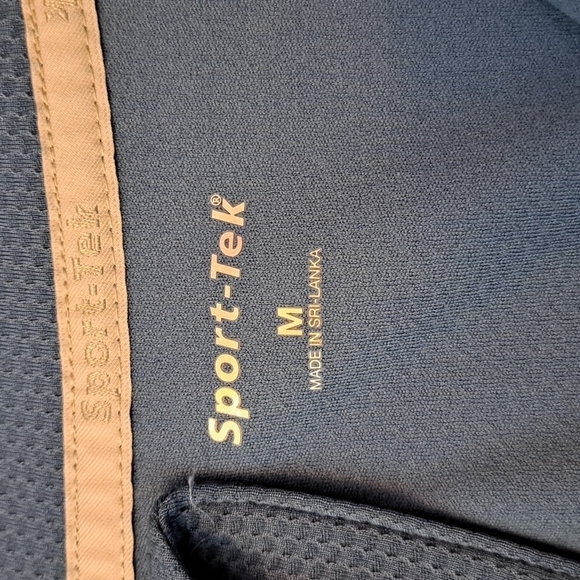 Sport-Tek
Sport-Tek®
M
MADE IN SRI-LANKA